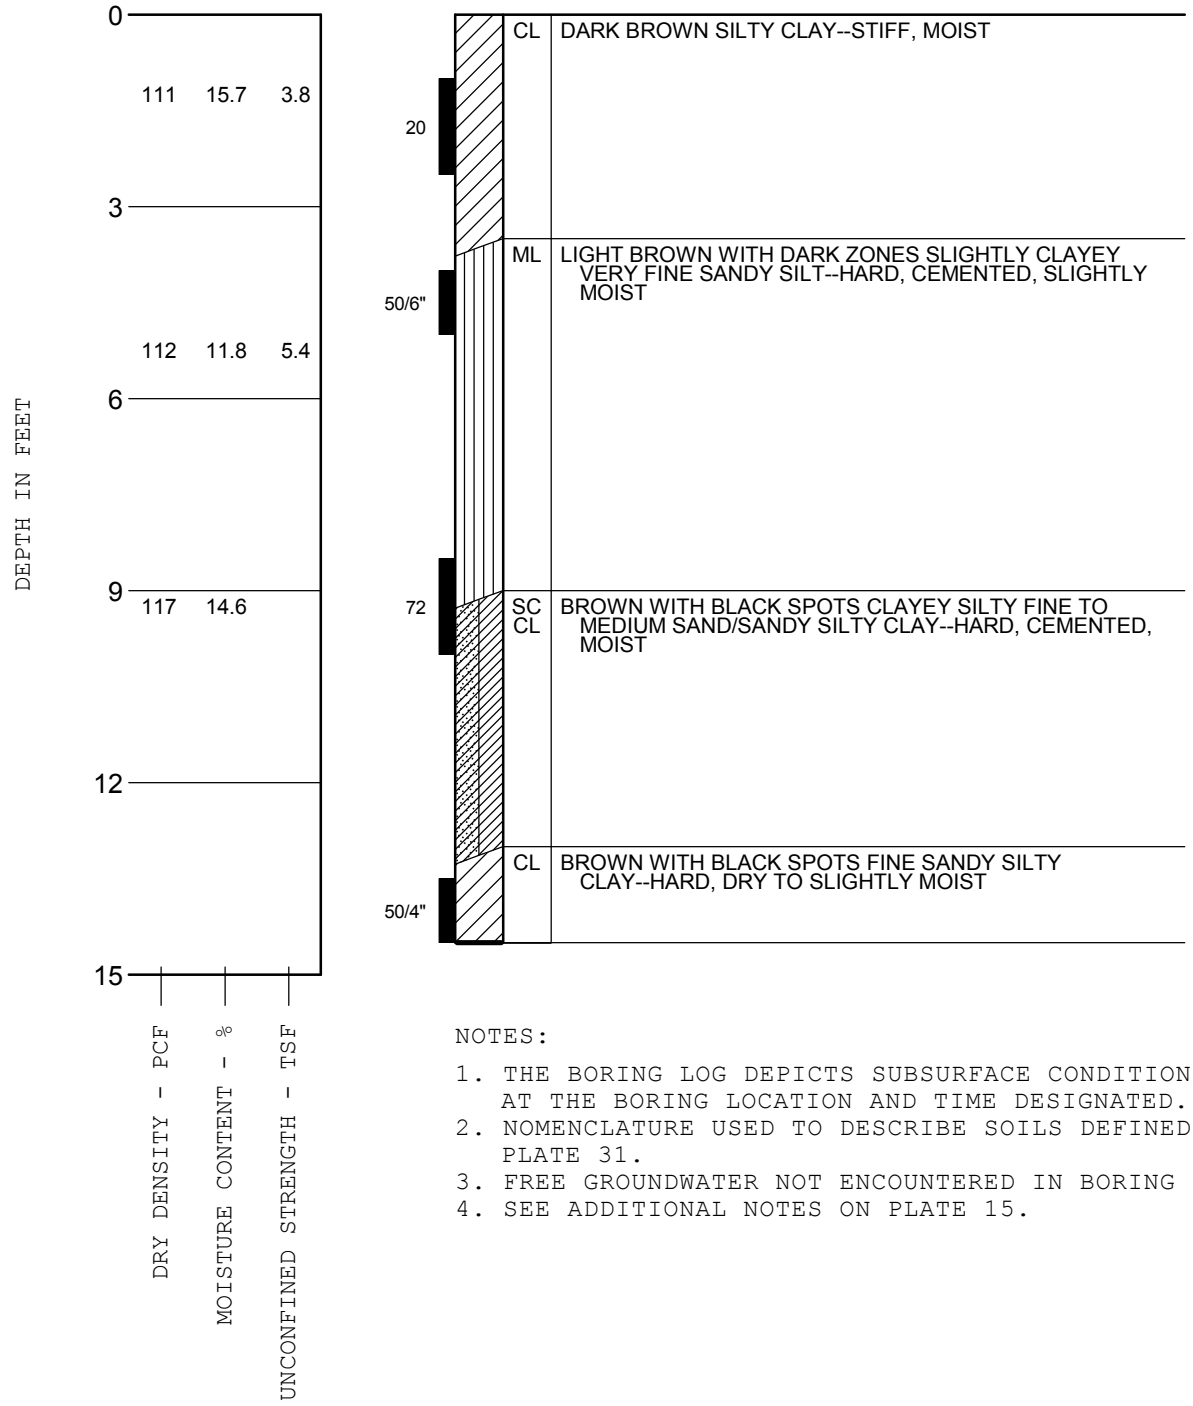 0
CL DARK BROWN SILTY CLAY--STIFF, MOIST
111 15.7 3.8
20
3
ML LIGHT BROWN WITH DARK ZONES SLIGHTLY CLAYEY
VERY FINE SANDY SILT--HARD, CEMENTED, SLIGHTLY
MOIST
50/6"
112 11.8 5.4
6
DEPTH IN FEET
9
117 14.6
72
SC BROWN WITH BLACK SPOTS CLAYEY SILTY FINE TO
CL MEDIUM SAND/SANDY SILTY CLAY--HARD, CEMENTED,
MOIST
12
CL BROWN WITH BLACK SPOTS FINE SANDY SILTY
CLAY--HARD, DRY TO SLIGHTLY MOIST
50/4"
15
DRY DENSITY - PCF
MOISTURE CONTENT - %
UNCONFINED STRENGTH - TSF
NOTES:
1. THE BORING LOG DEPICTS SUBSURFACE CONDITION
AT THE BORING LOCATION AND TIME DESIGNATED.
2. NOMENCLATURE USED TO DESCRIBE SOILS DEFINED
PLATE 31.
3. FREE GROUNDWATER NOT ENCOUNTERED IN BORING
4. SEE ADDITIONAL NOTES ON PLATE 15.